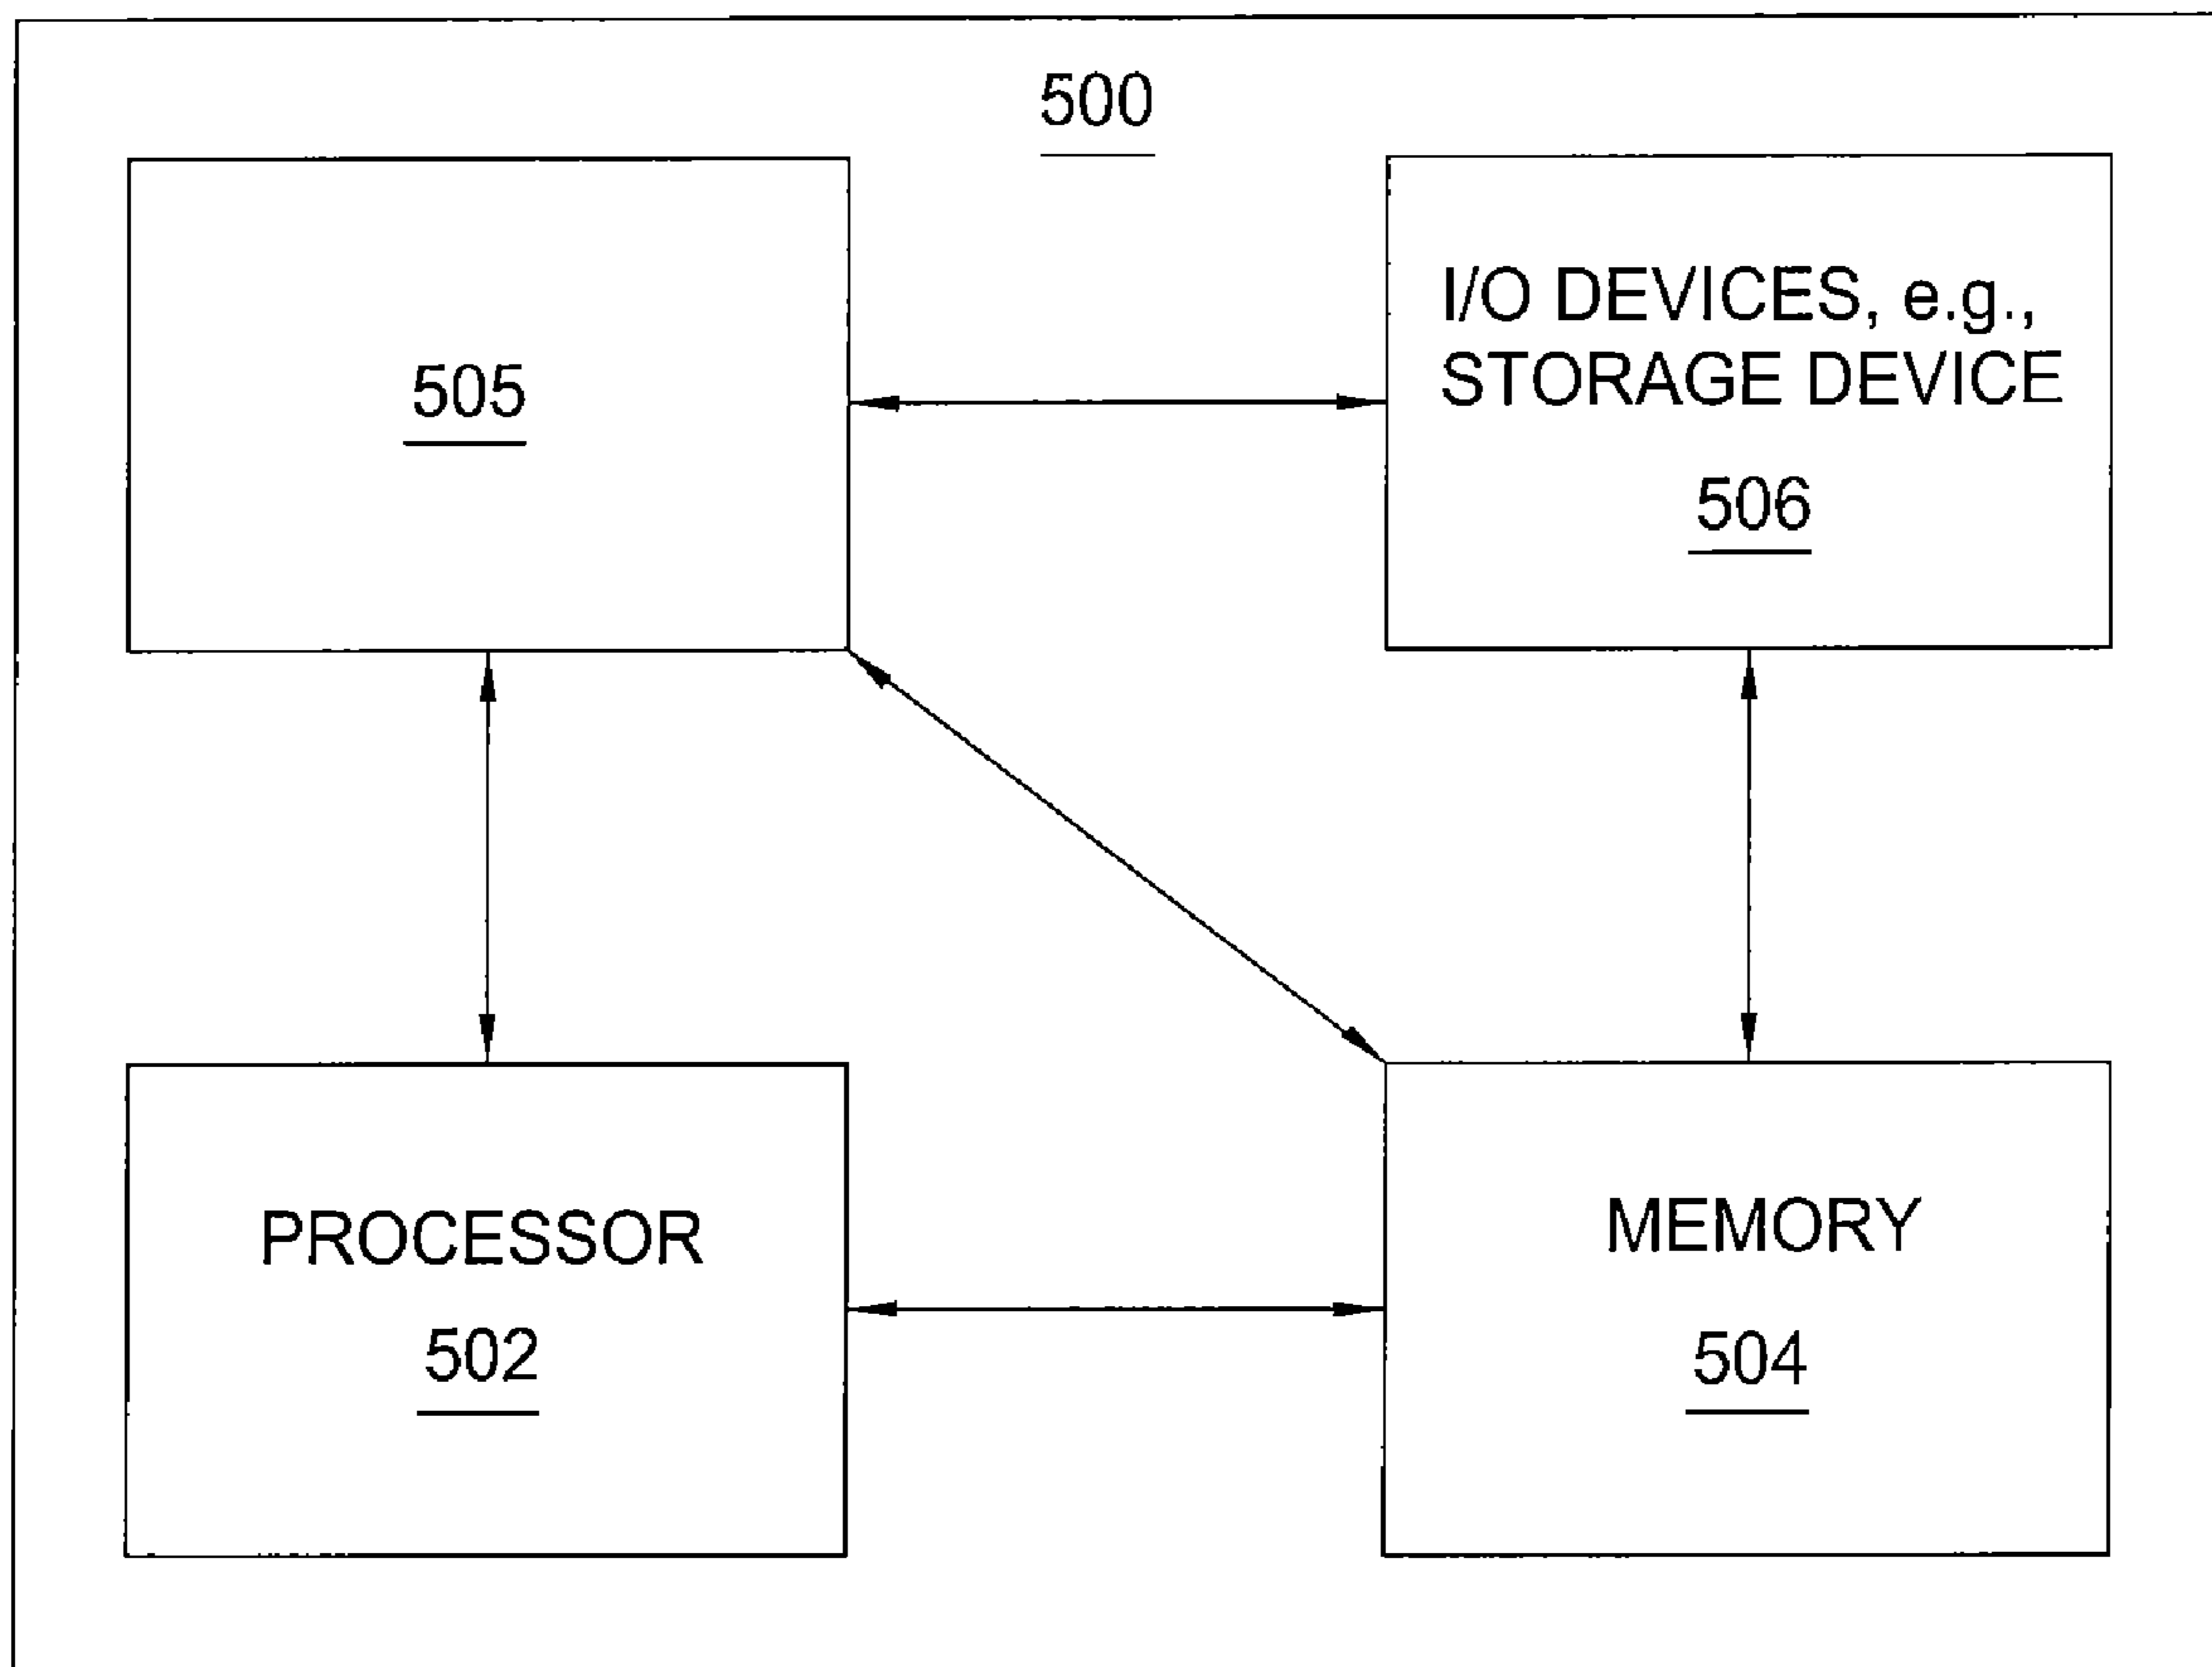 500
505
I/O DEVICES, e.g.,
STORAGE DEVICE
506
PROCESSOR
502
MEMORY
504